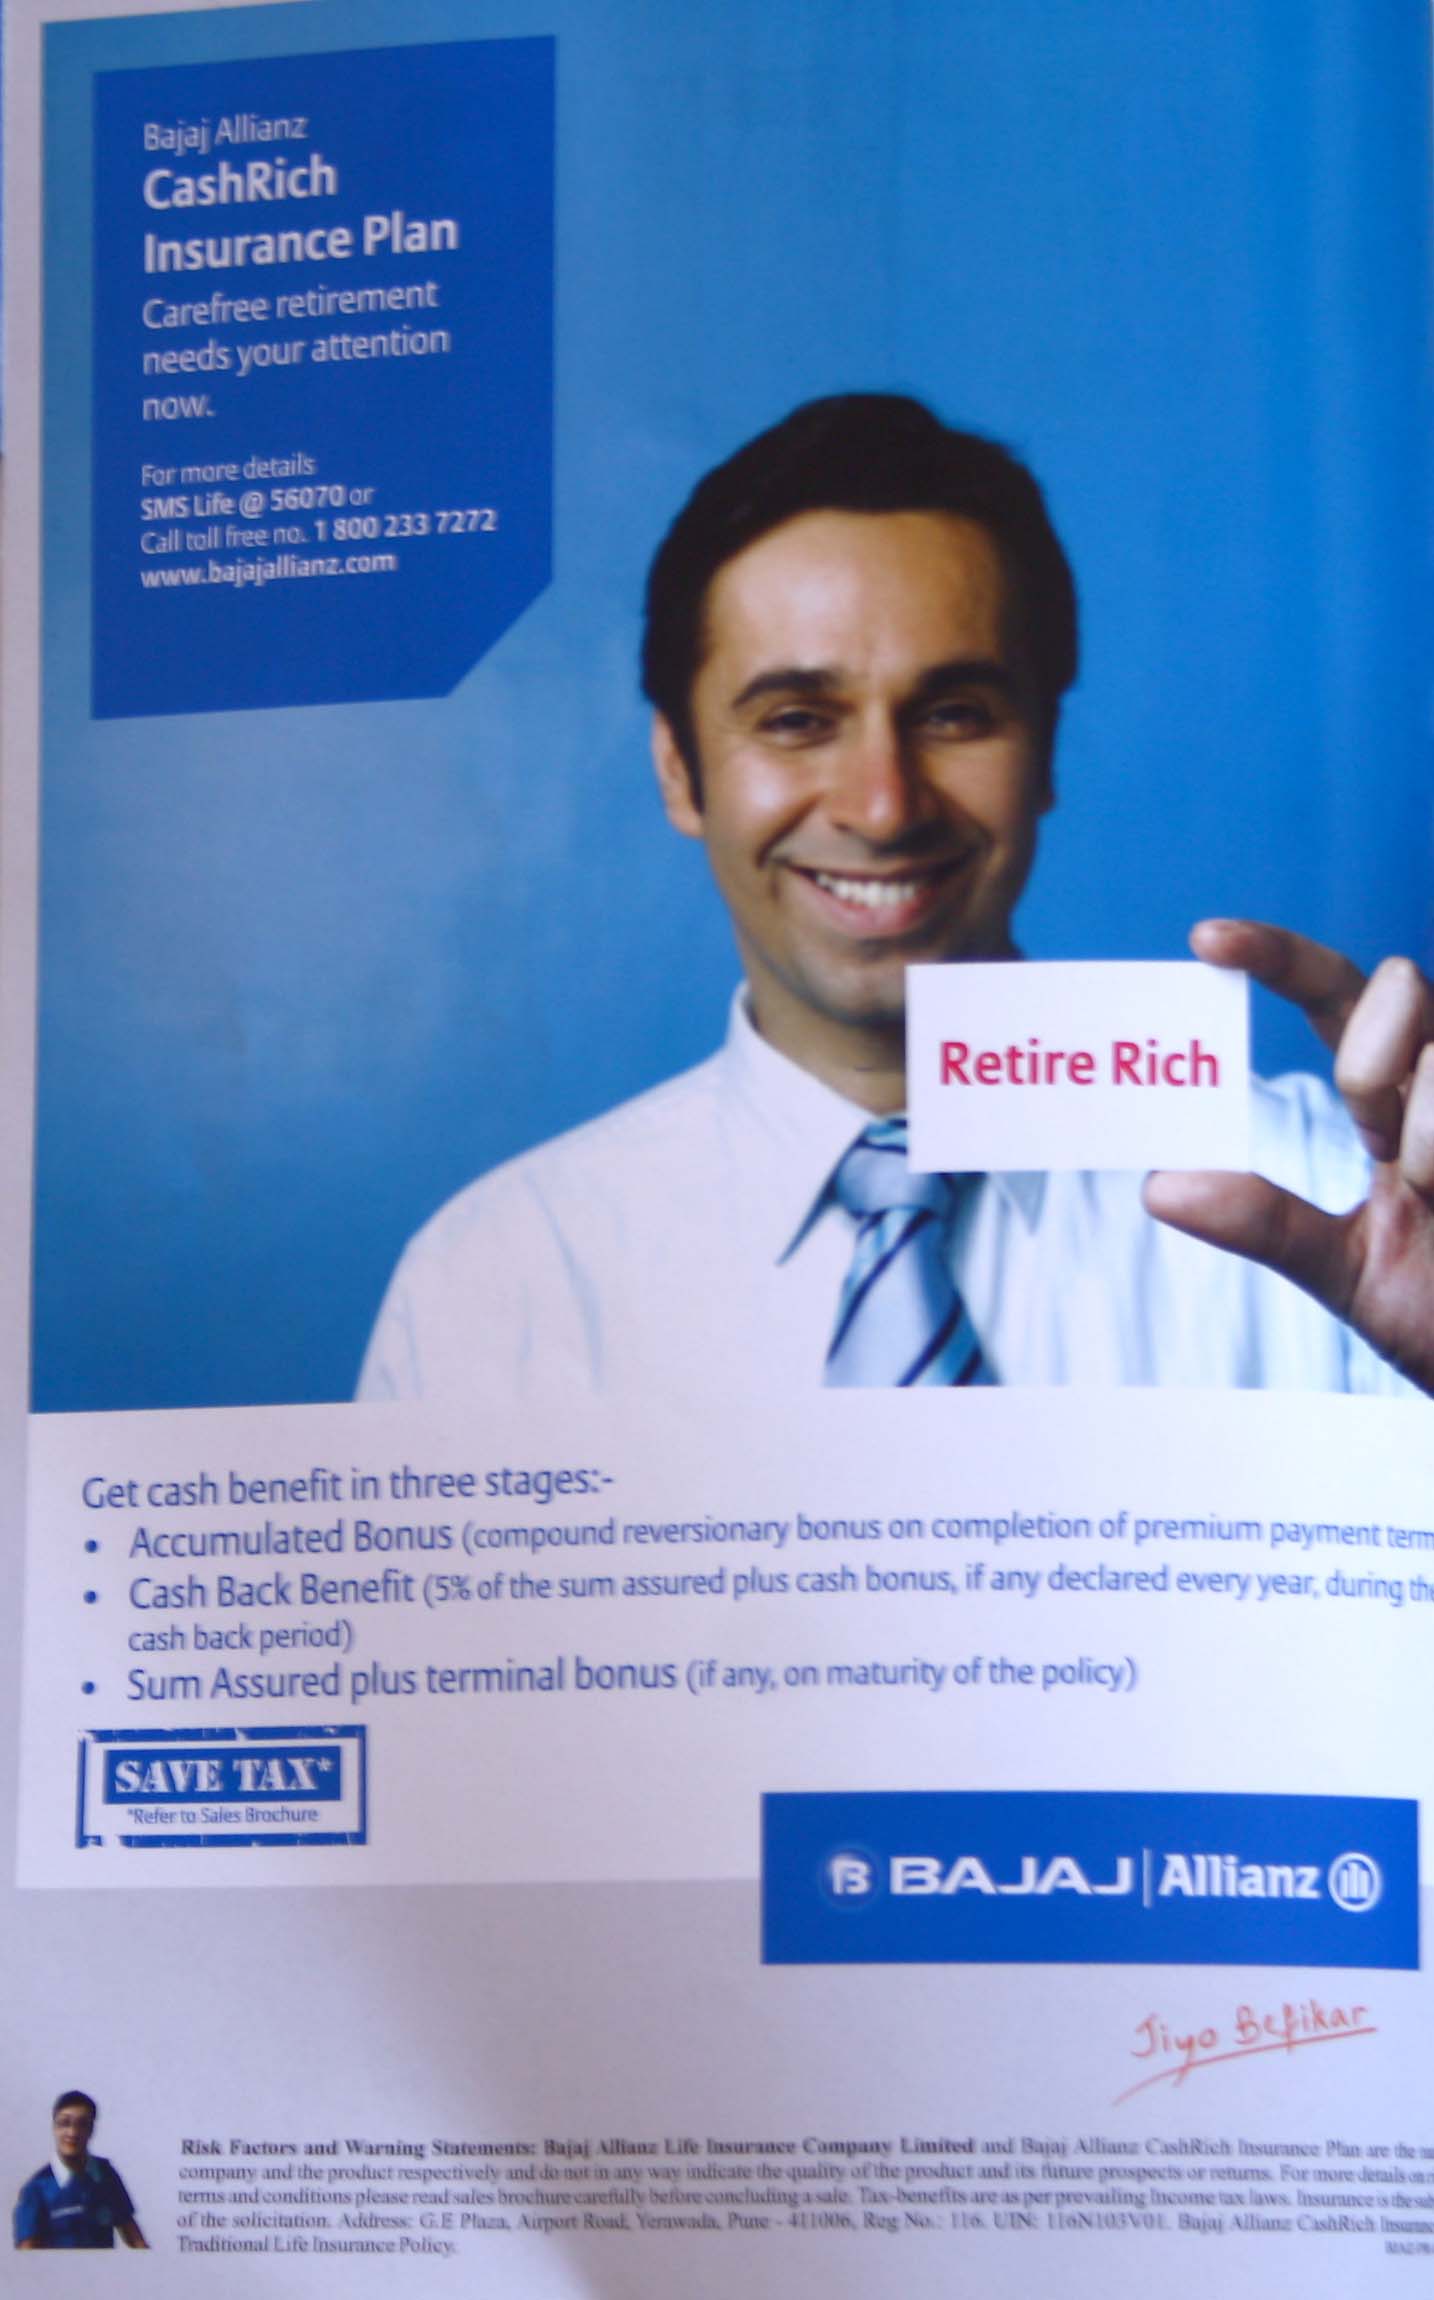 Bajaj Allianz
CashRich
Insurance Plan
Carefree retirement
needs your attention
now.
For more details
SMS Life @ 56070 or
Call toll free no. 1 800 233 7272
www.bajajallianz.com
Retire Rich
Get cash benefit in three stages:-
• Accumulated Bonus (compound reversionary bonus on completion of premium payment term
• Cash Back Benefit (5% of the sum assured plus cash bonus, if any declared every year, during the
cash back period)
• Sum Assured plus terminal bonus (if any, on maturity of the policy)
SAVE TAX*
*Refer to Sales Brochure
B BAJAJ | Allianz
Jiyo Befikar
Risk Factors and Warning Statements: Bajaj Allianz Life Insurance Company Limited and Bajaj Allianz CashRich Insurance Plan are the
company and the product respectively and do not in any way indicate the quality of the product and its future prospects or returns. For more details on
terms and conditions please read sales brochure carefully before concluding a sale. Tax-benefits are as per prevailing Income tax laws. Insurance is the
of the solicitation. Address: G.E Plaza, Airport Road, Yerawada, Pune - 411006, Reg No.: 116. UIN: 116N103V01. Bajaj Allianz CashRich
Traditional Life Insurance Policy.